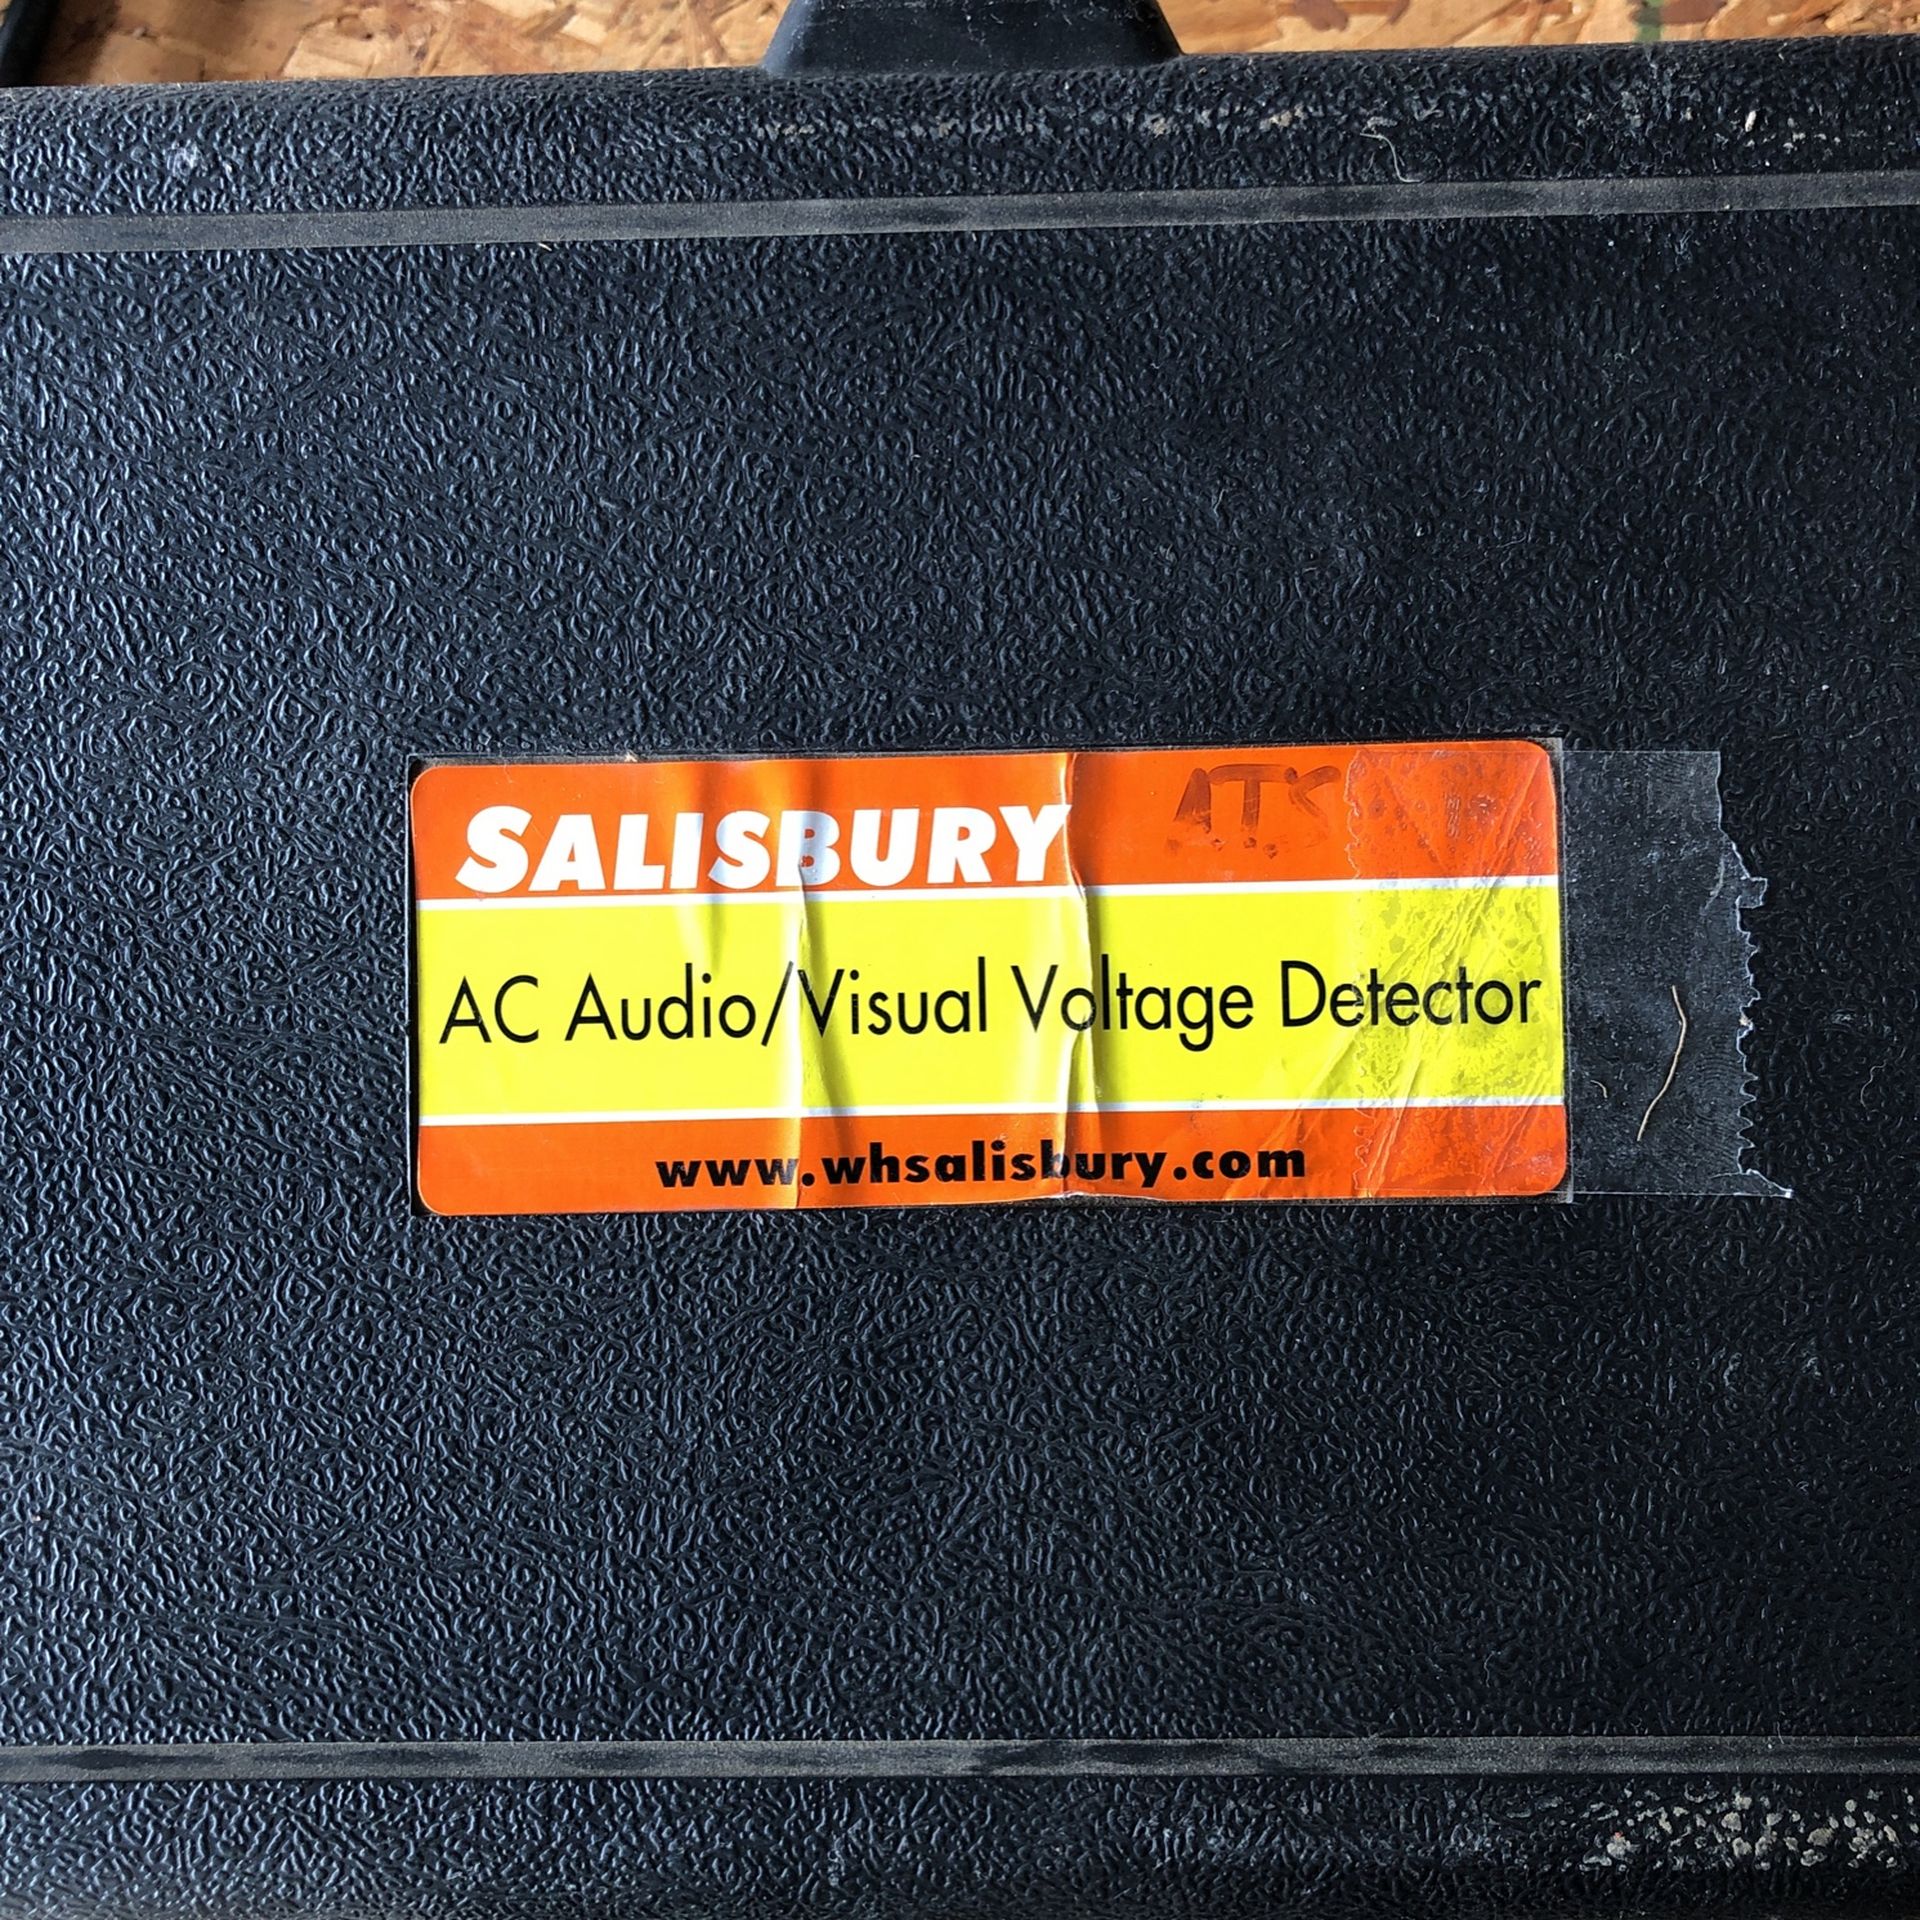 SALISBURY A.T.S
AC Audio/Visual Voltage Detector
www.whsalisbury.com